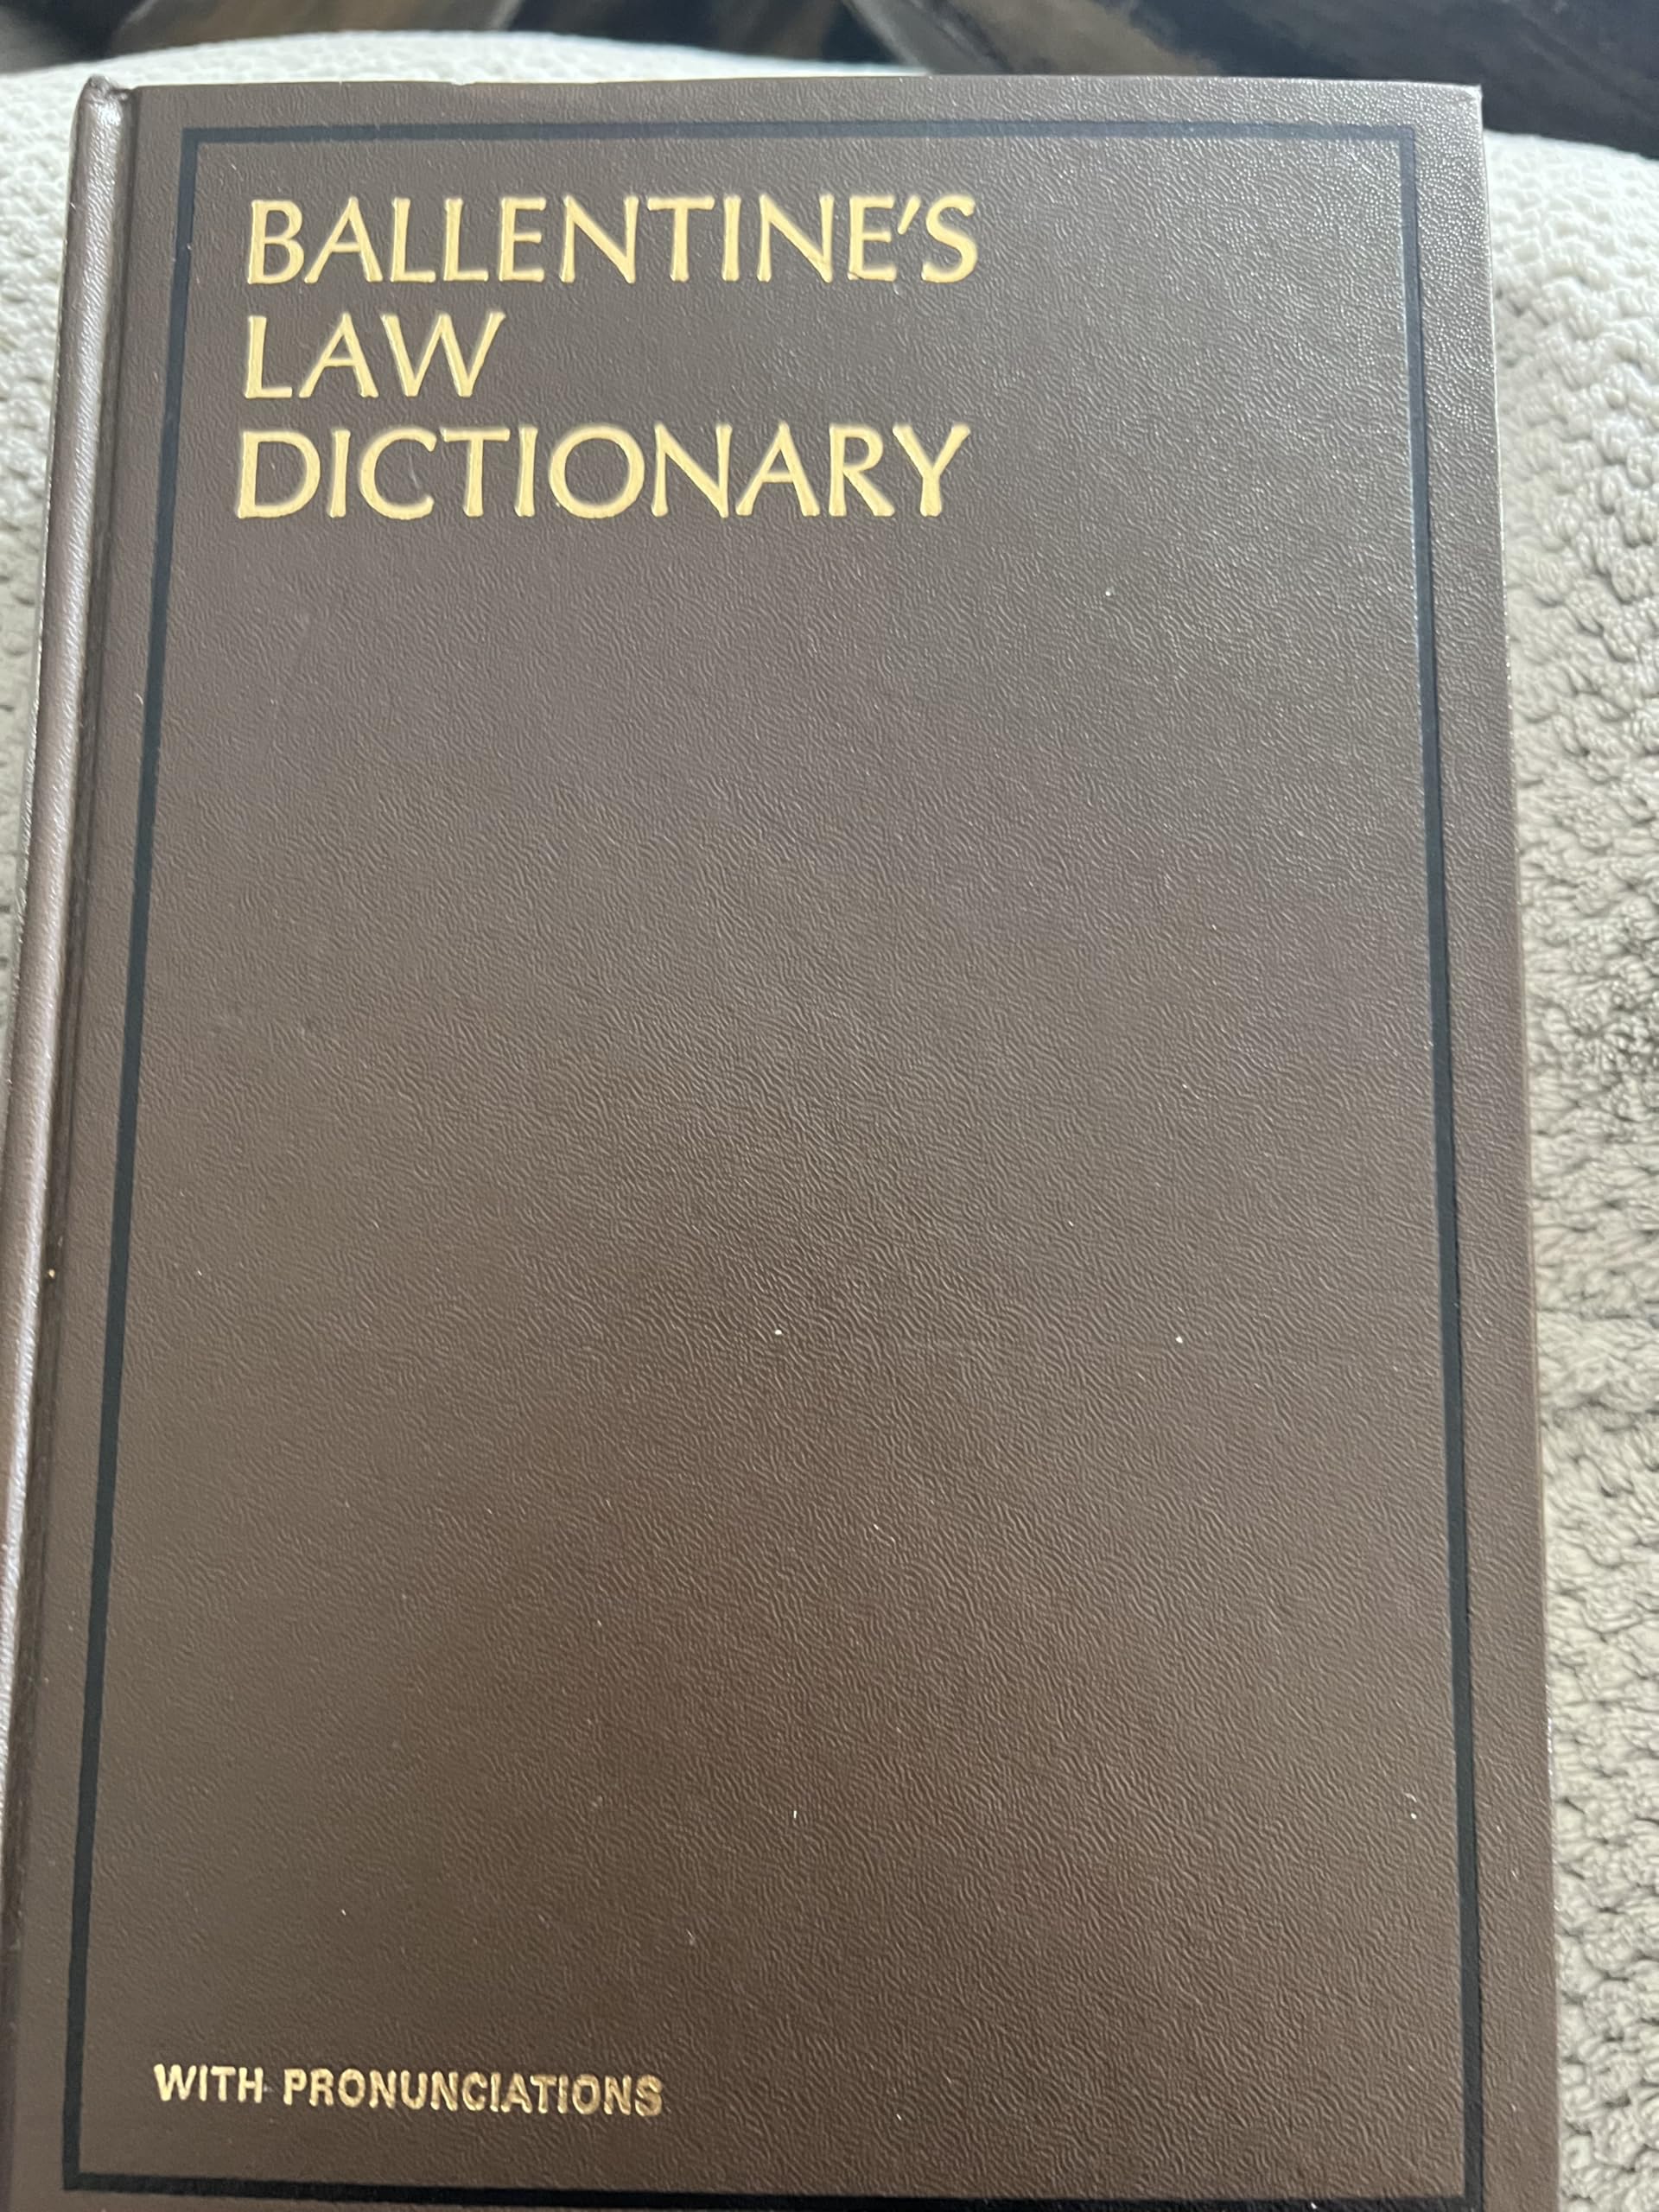 BALLENTINE'S
LAW
DICTIONARY
WITH PRONUNCIATIONS